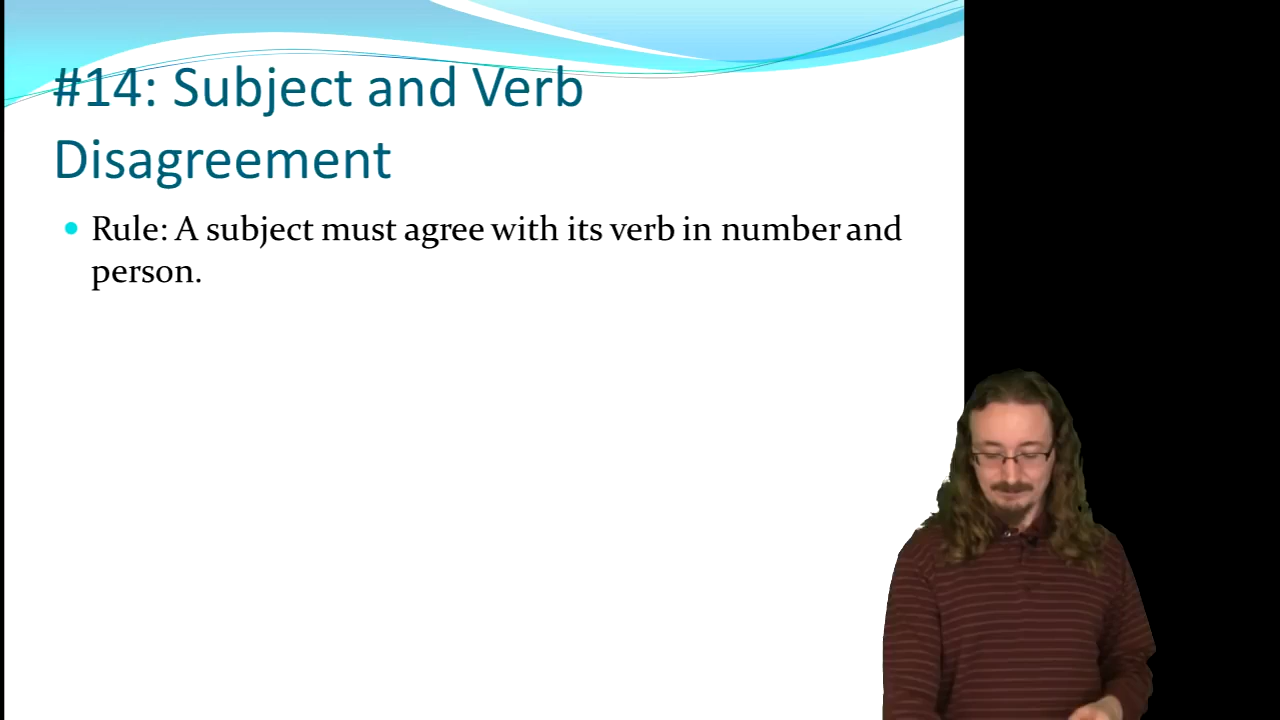 #14: Subject and Verb
Disagreement
Rule: A subject must agree with its verb in number and
person.